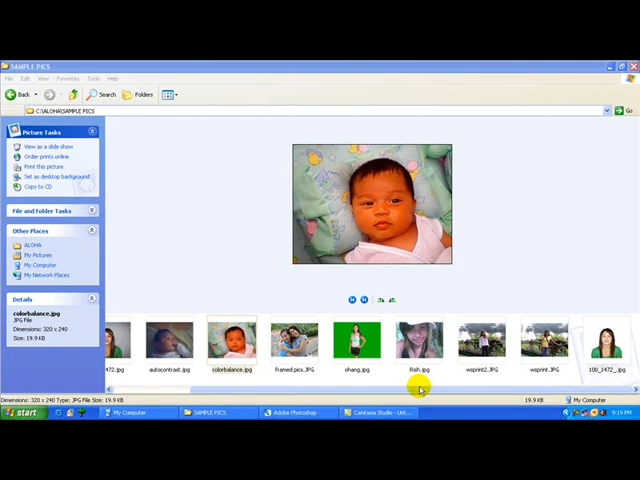 SAMPLE PICS
File Edit View Favorites Tools Help
Back Search Folders
C:\ALOHA\SAMPLE PICS Go
Picture Tasks
View as a slide show
Order prints online
Print this picture
Set as desktop background
Copy to CD
File and Folder Tasks
Other Places
ALOHA
My Pictures
My Computer
My Network Places
Details
colorbalance.jpg
JPG File
Dimensions: 320 x 240
Size: 19.9 KB
472.jpg autocontrast.jpg colorbalance.jpg framed pics.JPG ohang.jpg Rish.jpg wsprint2.JPG wsprint.JPG 100_1472_.jpg
Dimensions: 320 x 240 Type: JPG File Size: 19.9 KB 19.9 KB My Computer
start My Computer SAMPLE PICS Adobe Photoshop Camtasia Studio - Unt... 9:19 PM